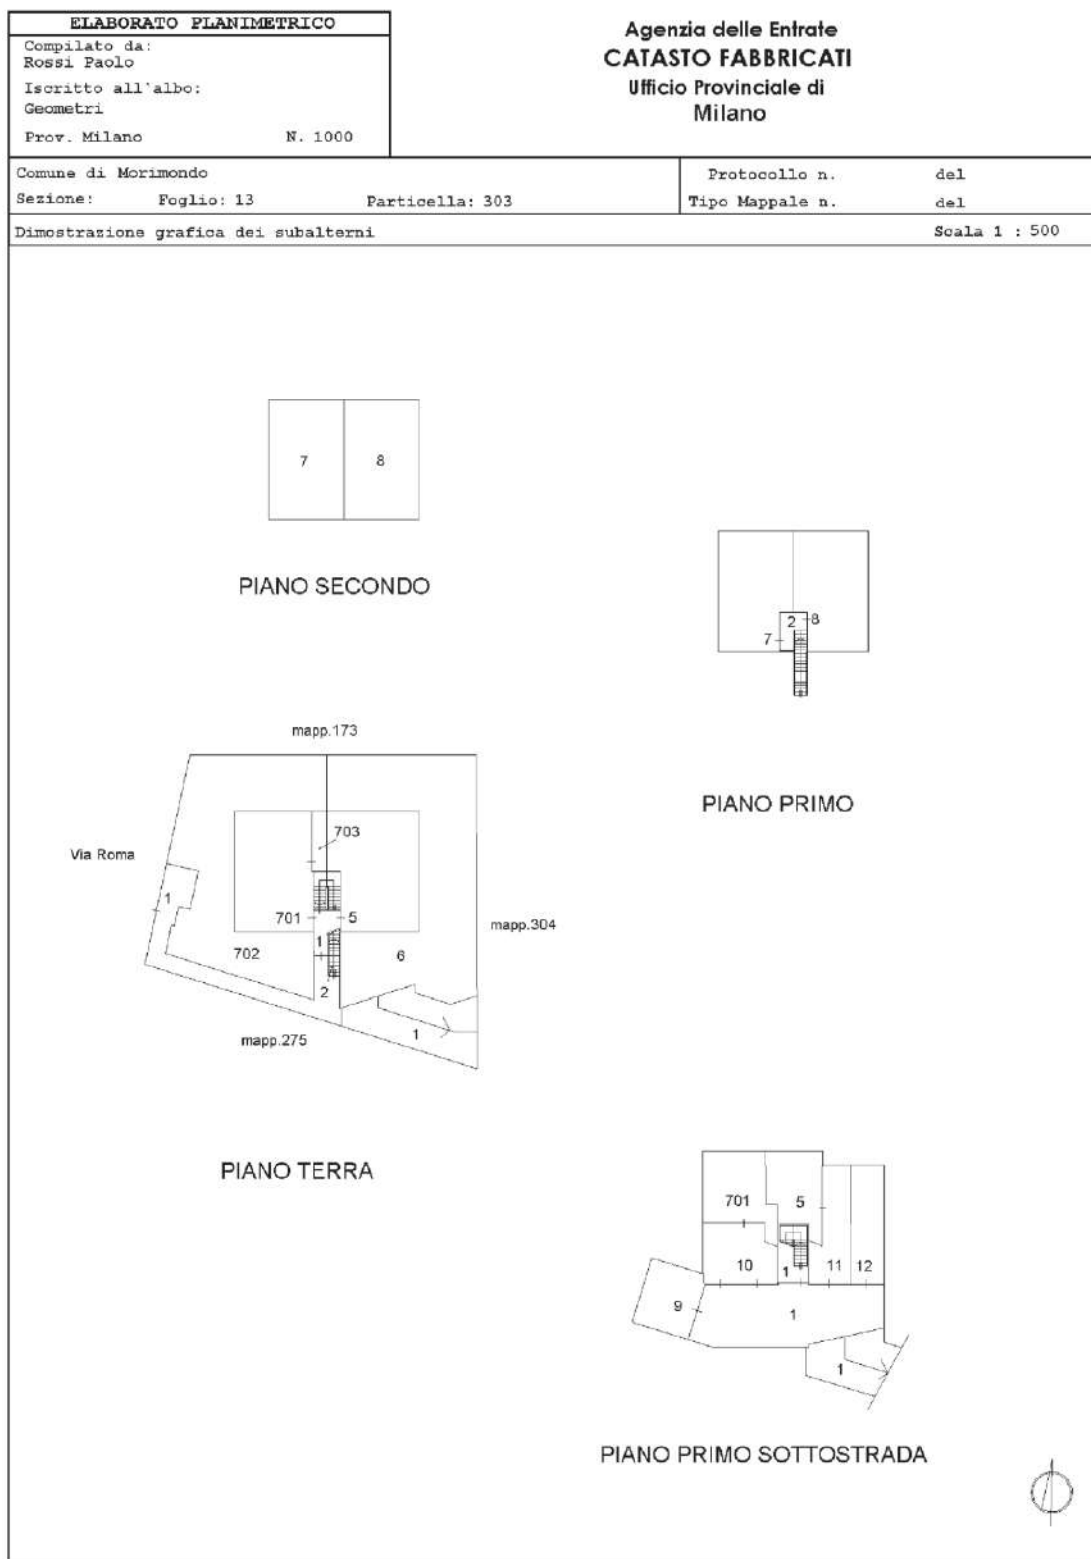 ELABORATO PLANIMETRICO
Compilato da:
Rossi Paolo
Iscritto all'albo:
Geometri
Prov. Milano N. 1000
Agenzia delle Entrate
CATASTO FABBRICATI
Ufficio Provinciale di
Milano
Comune di Morimondo
Sezione: Foglio: 13 Particella: 303
Protocollo n. del
Tipo Mappale n. del
Dimostrazione grafica dei subalterni Scala 1 : 500
7 8
PIANO SECONDO
2 8
7
PIANO PRIMO
mapp.173
703
Via Roma
1
701 5
mapp.304
1
702 6
2
1
mapp.275
PIANO TERRA
701 5
10 1 11 12
9 1
1
PIANO PRIMO SOTTOSTRADA